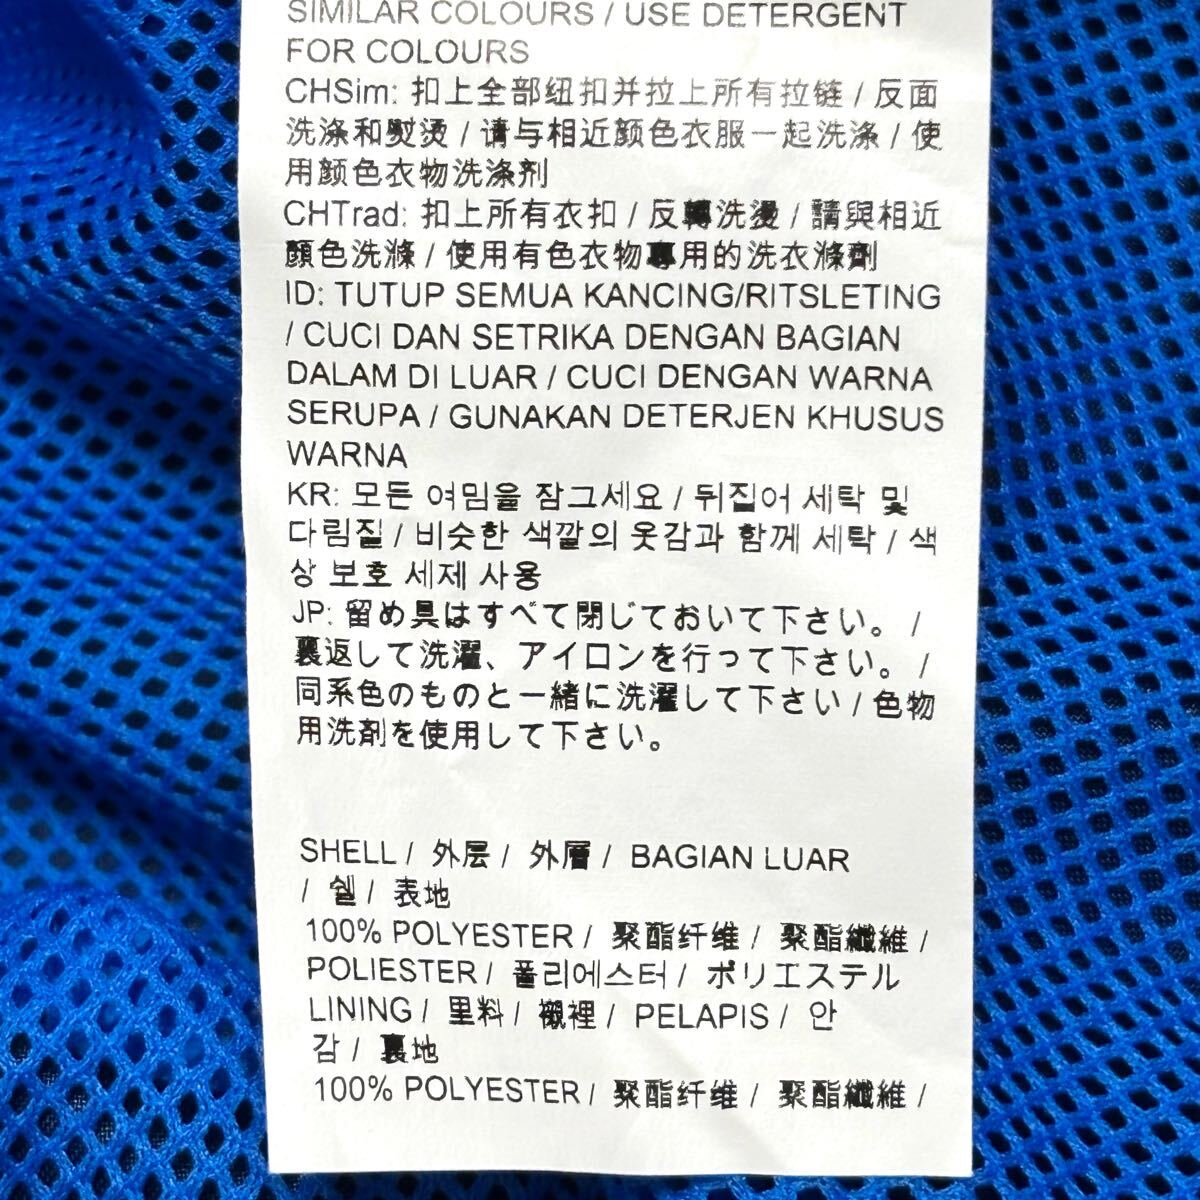 SIMILAR COLOURS / USE DETERGENT
FOR COLOURS
CHSim: 扣上全部纽扣并拉上所有拉链 / 反面
洗涤和熨烫 / 请与相近颜色衣服一起洗涤 / 使
用颜色衣物洗涤剂
CHTrad: 扣上所有衣扣 / 反轉洗燙 / 請與相近
顏色洗滌 / 使用有色衣物專用的洗衣滌劑
ID: TUTUP SEMUA KANCING/RITSLETING
/ CUCI DAN SETRIKA DENGAN BAGIAN
DALAM DI LUAR / CUCI DENGAN WARNA
SERUPA / GUNAKAN DETERJEN KHUSUS
WARNA
KR: 모든 여밈을 잠그세요 / 뒤집어 세탁 및
다림질 / 비슷한 색깔의 옷감과 함께 세탁 / 색
상 보호 세제 사용
JP: 留め具はすべて閉じておいて下さい。 /
裏返して洗濯、アイロンを行って下さい。 /
同系色のものと一緒に洗濯して下さい / 色物
用洗剤を使用して下さい。
SHELL / 外层 / 外層 / BAGIAN LUAR
/ 쉘 / 表地
100% POLYESTER / 聚酯纤维 / 聚酯纖維 /
POLIESTER / 폴리에스터 / ポリエステル
LINING / 里料 / 襯裡 / PELAPIS / 안
감 / 裏地
100% POLYESTER / 聚酯纤维 / 聚酯纖維 /